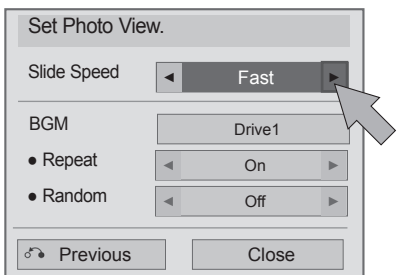 Set Photo View.
Slide Speed ◄ Fast ►
BGM Drive1
● Repeat ◄ On ►
● Random ◄ Off ►
Previous Close